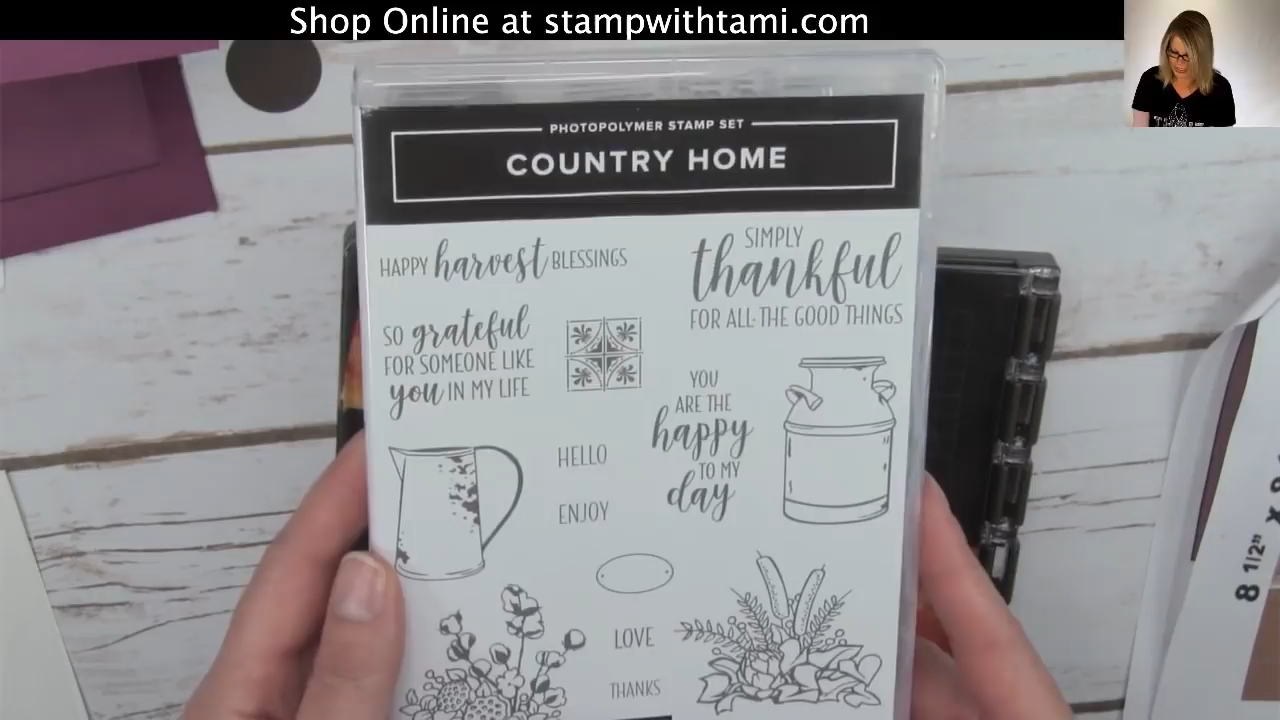 Shop Online at stampwithtami.com
PHOTOPOLYMER STAMP SET
COUNTRY HOME
HAPPY harvest BLESSINGS
SIMPLY
thankful
FOR ALL THE GOOD THINGS
SO grateful
FOR SOMEONE LIKE
you IN MY LIFE
YOU
ARE THE
happy
TO MY
day
HELLO
ENJOY
LOVE
THANKS
8 1/2" x